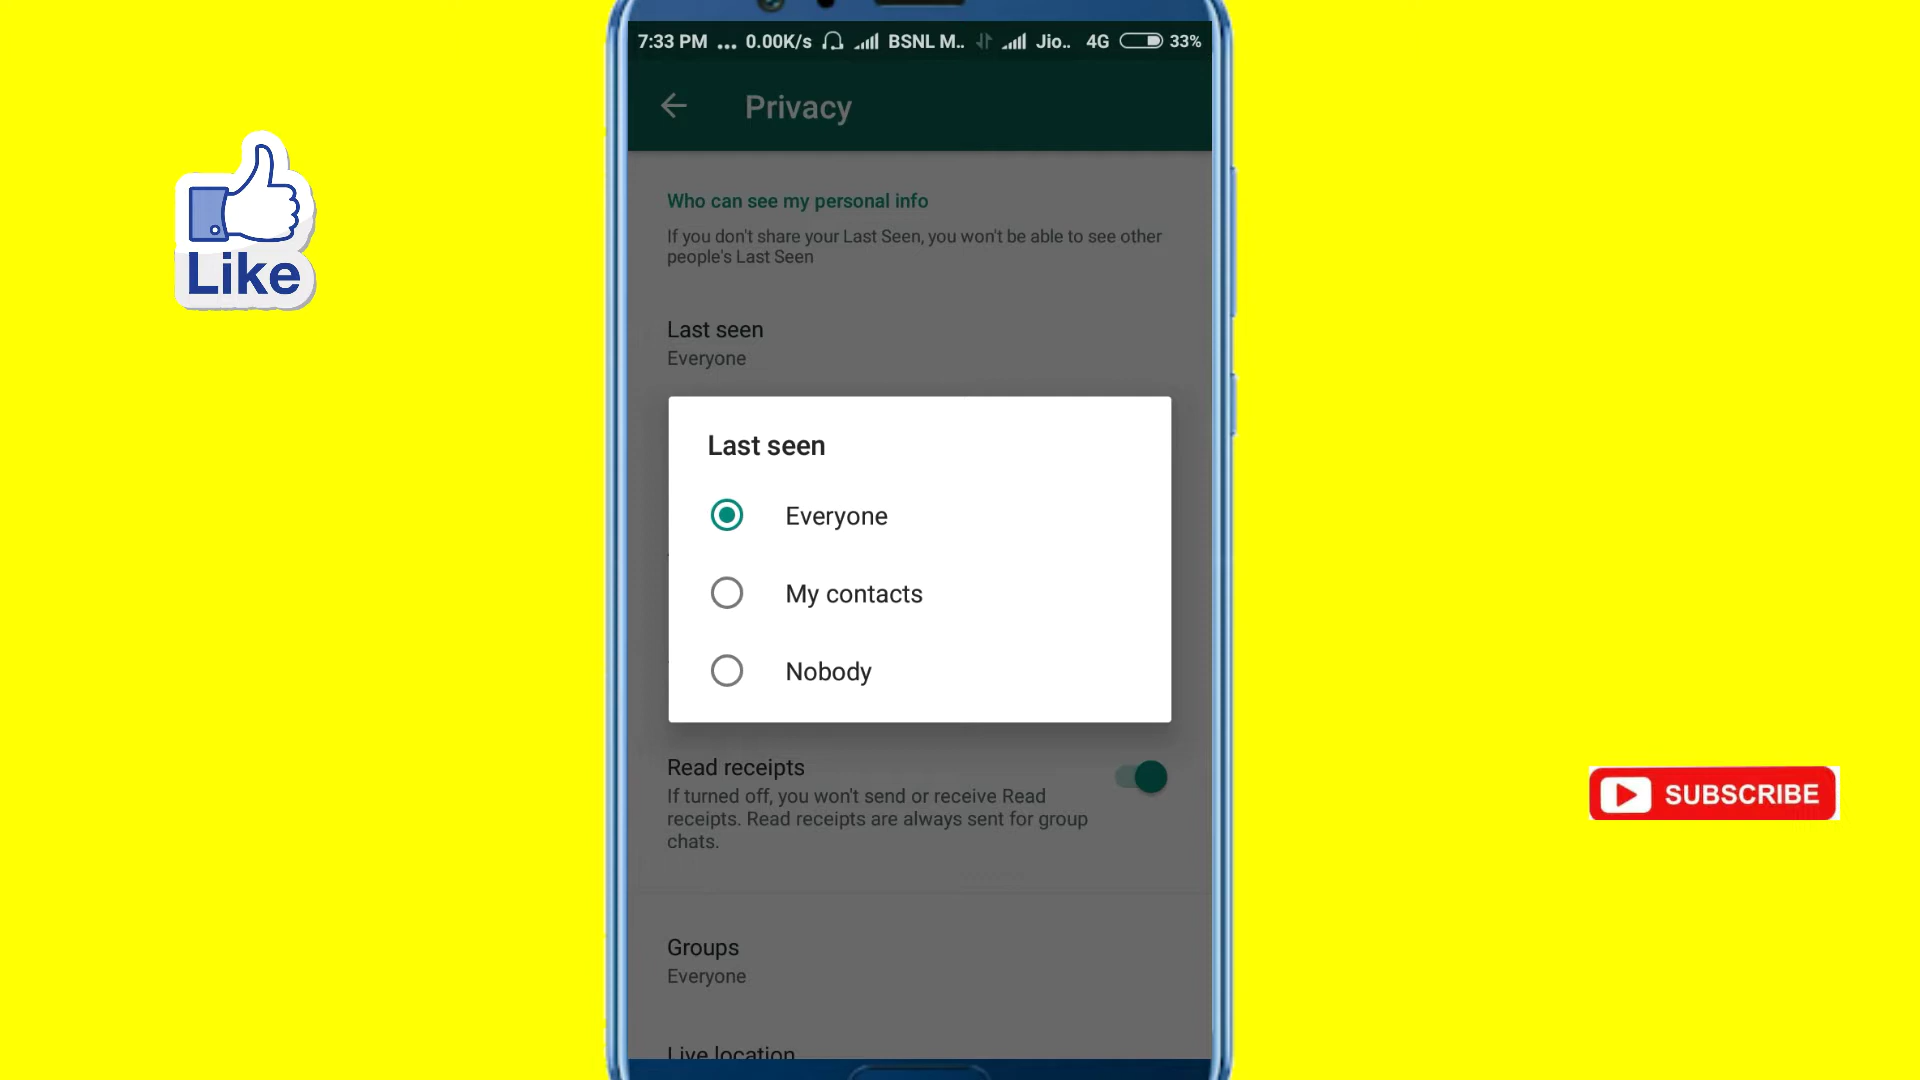 7:33 PM ... 0.00K/s BSNL M.. Jio.. 4G 33%
Privacy
Who can see my personal info
If you don't share your Last Seen, you won't be able to see other
people's Last Seen
Last seen
Everyone
Last seen
Everyone
My contacts
Nobody
Read receipts
If turned off, you won't send or receive Read
receipts. Read receipts are always sent for group
chats.
Groups
Everyone
Live location
Like
SUBSCRIBE